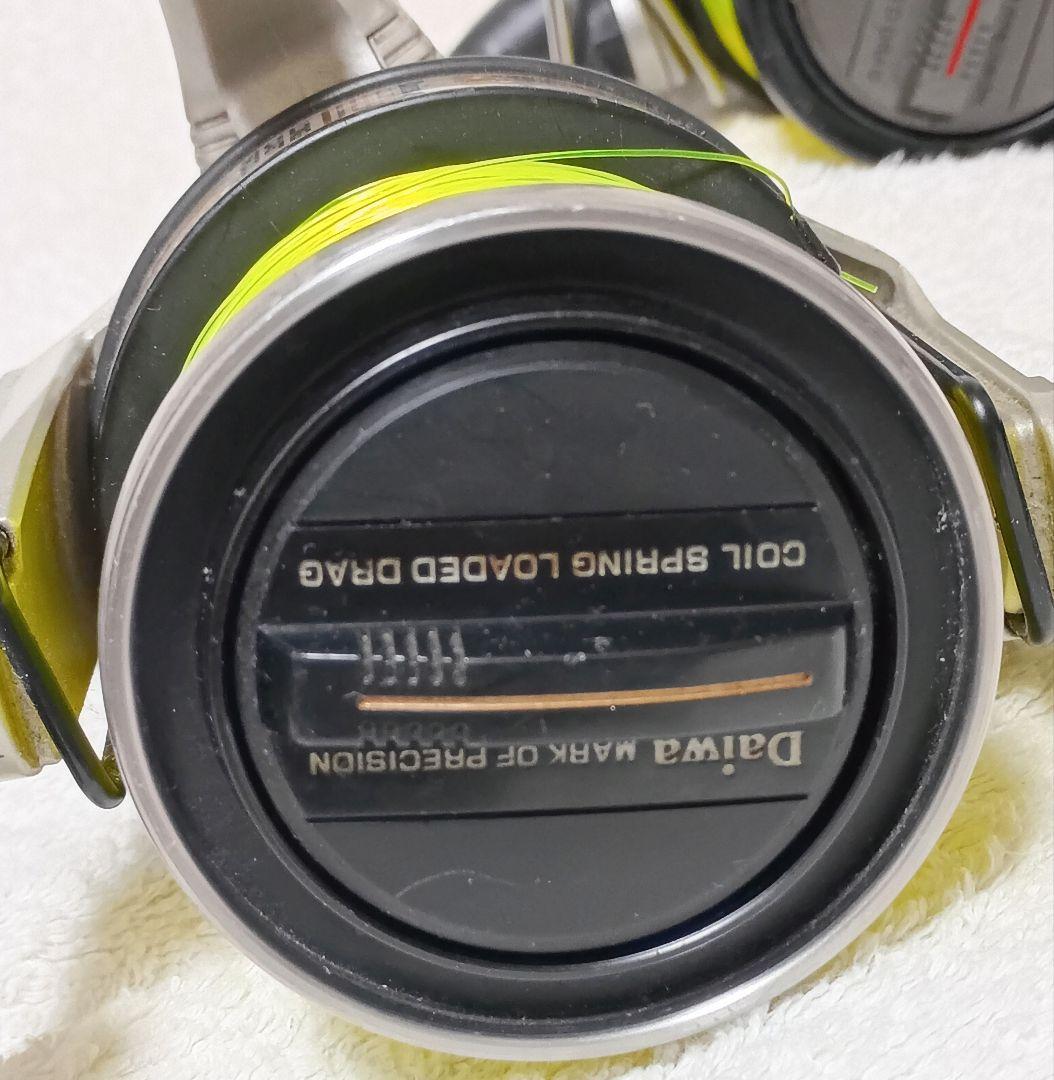 Daiwa MARK OF PRECISION
COIL SPRING LOADED DRAG